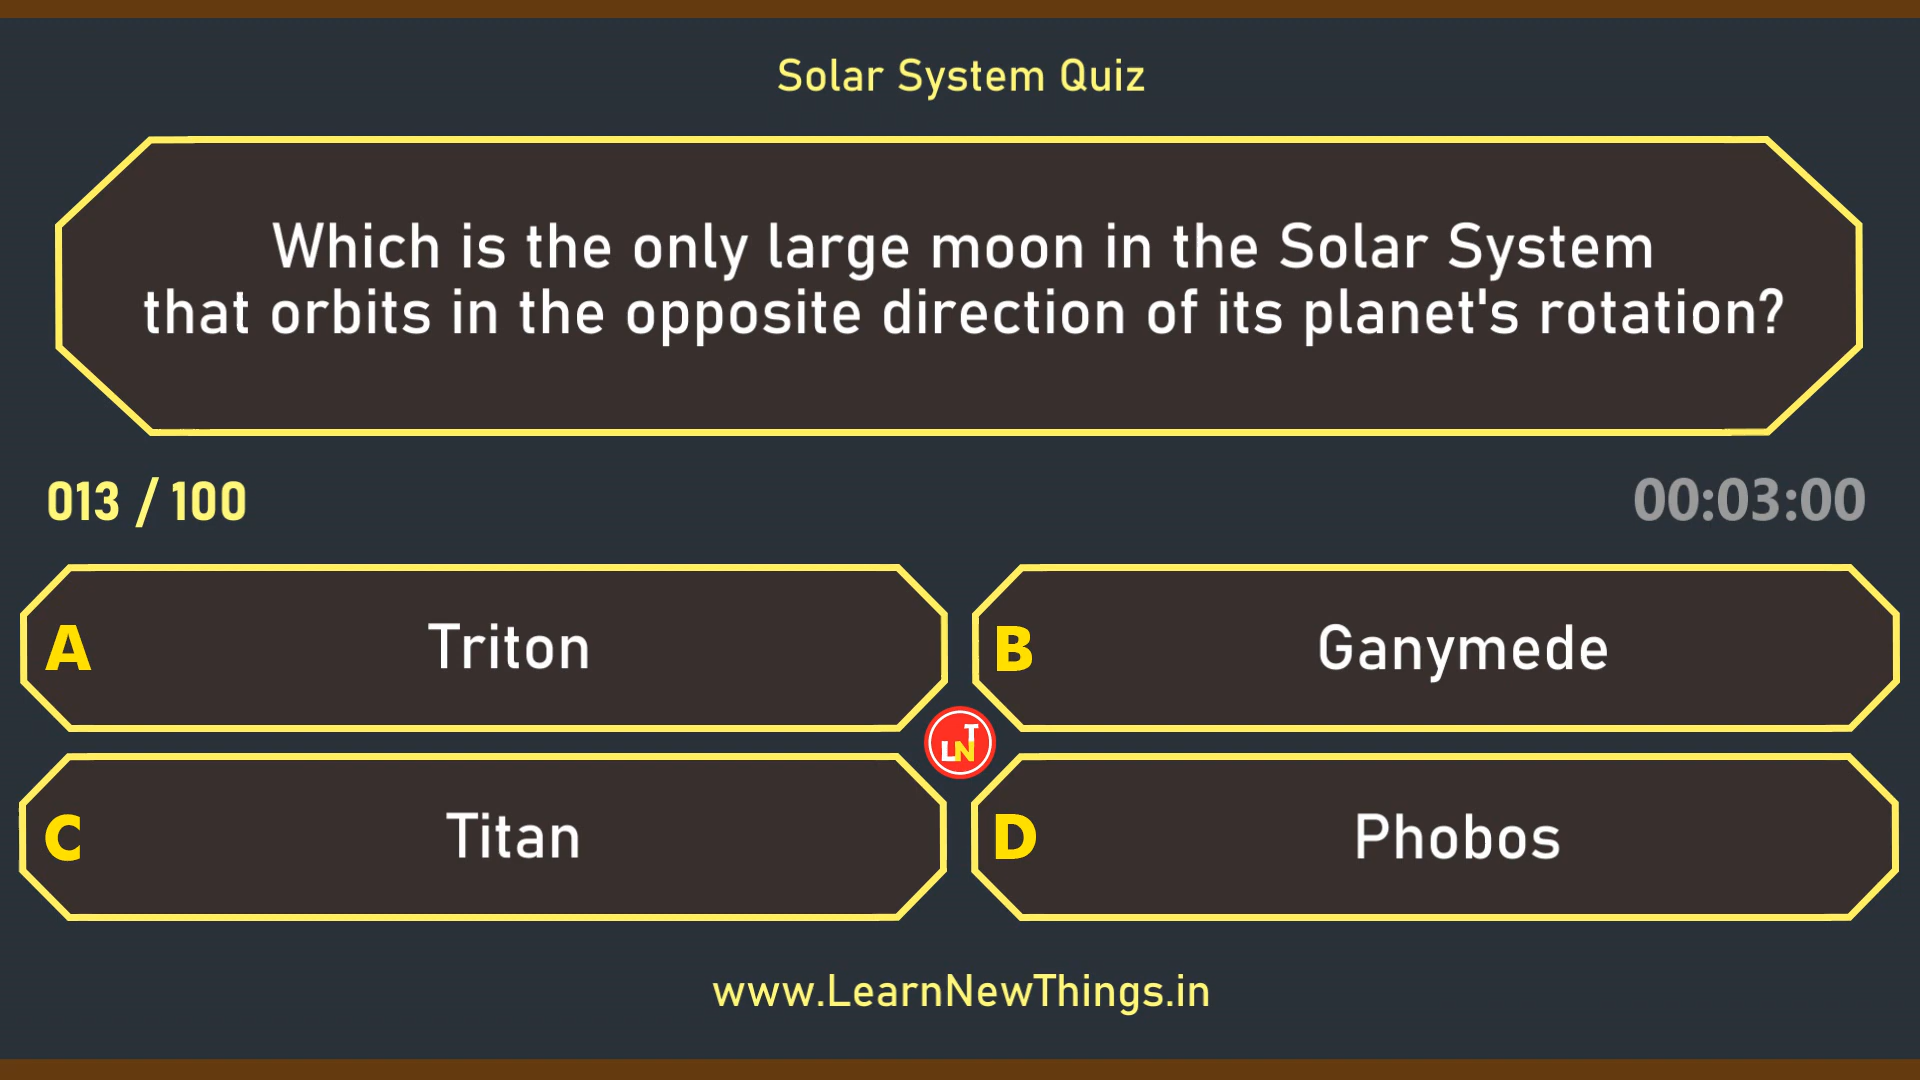 Solar System Quiz
Which is the only large moon in the Solar System
that orbits in the opposite direction of its planet's rotation?
013 / 100
00:03:00
A Triton
B Ganymede
LNT
C Titan
D Phobos
www.LearnNewThings.in